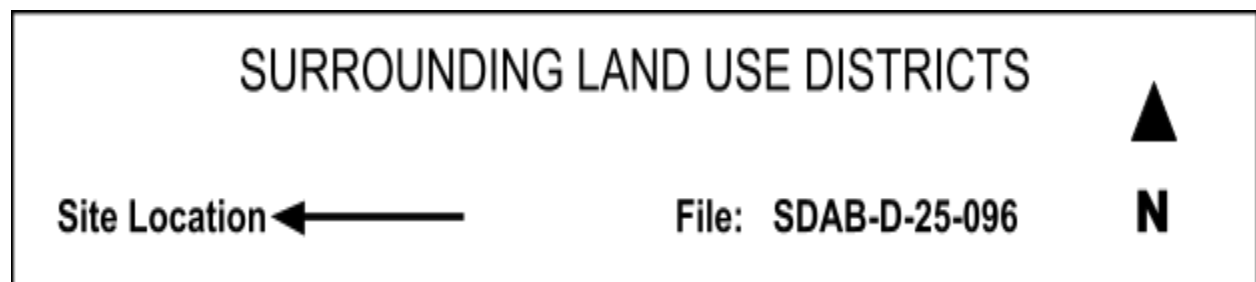 SURROUNDING LAND USE DISTRICTS
Site Location
File: SDAB-D-25-096
N